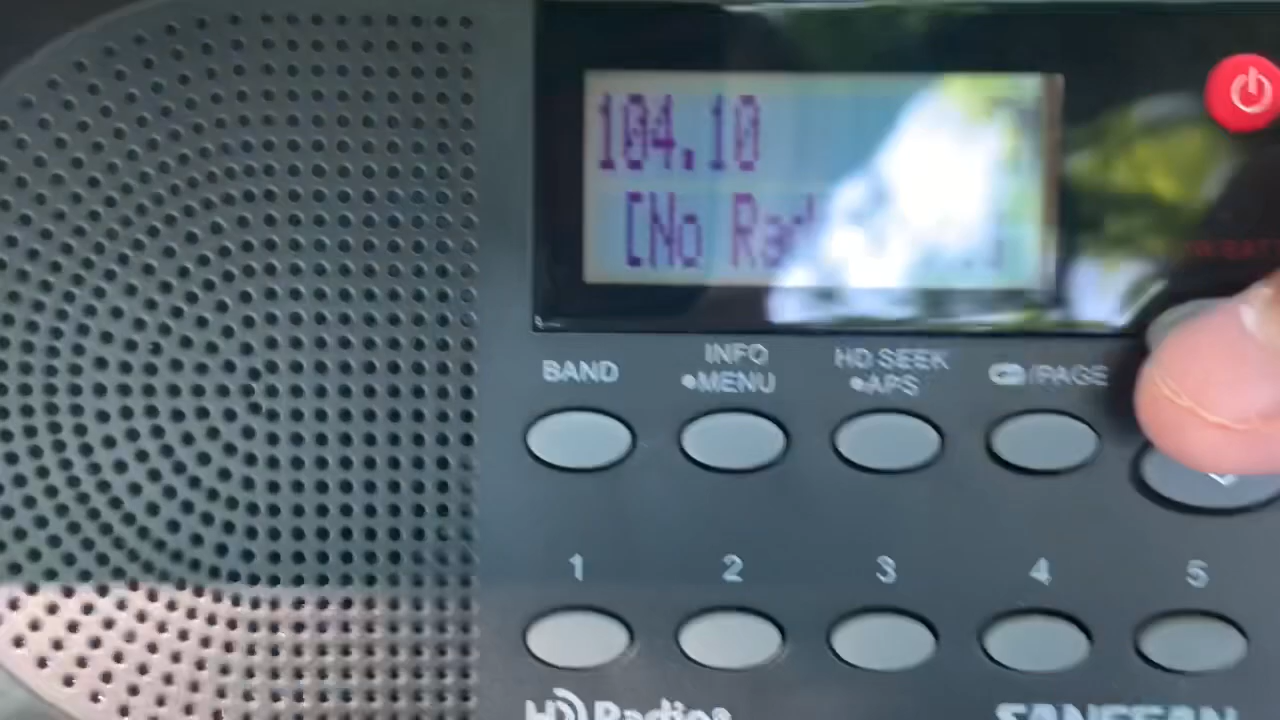 104.10
[No Rad
BAND
INFO
•MENU
HD SEEK
•APS
/PAGE
1
2
3
4
5
HD Radio®
SANGEAN